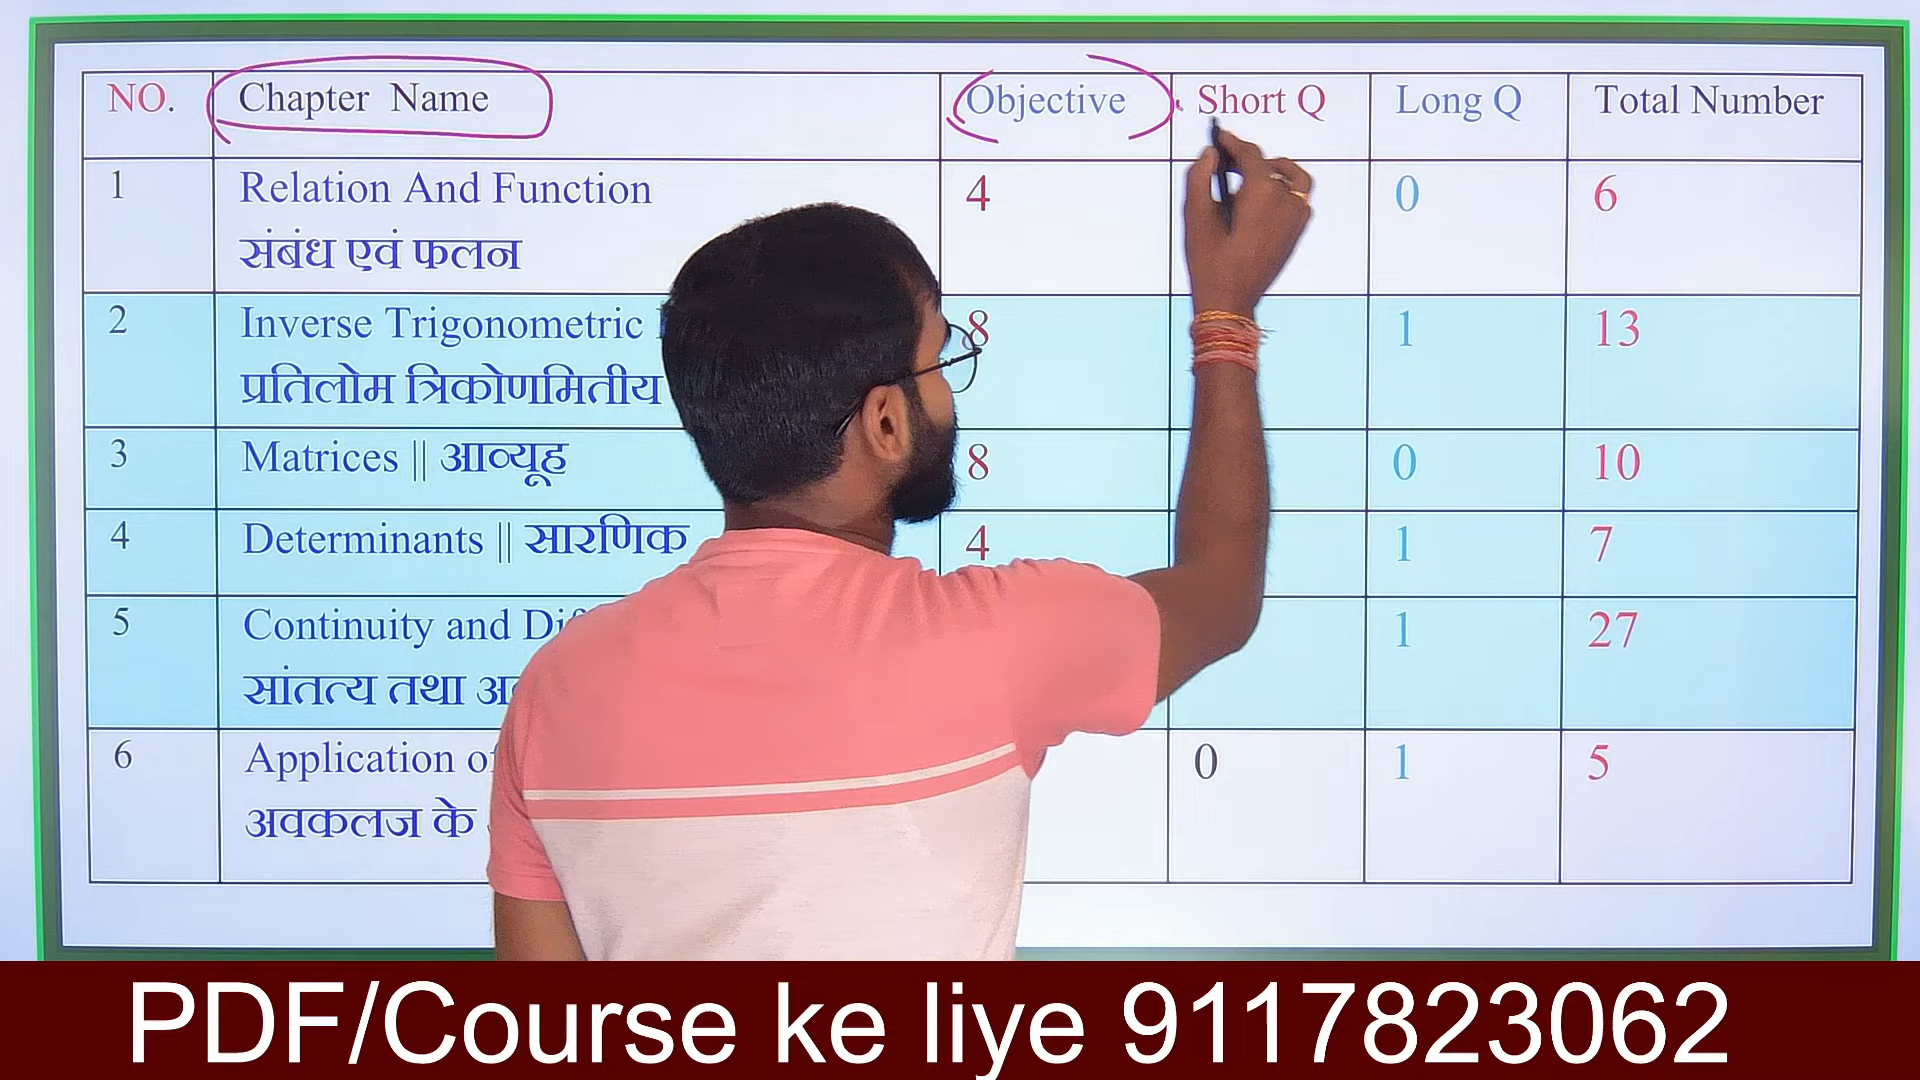 NO. Chapter Name Objective Short Q Long Q Total Number
1 Relation And Function 4 0 6
संबंध एवं फलन
2 Inverse Trigonometric 8 1 13
प्रतिलोम त्रिकोणमितीय
3 Matrices || आव्यूह 8 0 10
4 Determinants || सारणिक 4 1 7
5 Continuity and 1 27
सांतत्य तथा
6 Application 0 1 5
अवकलज के
PDF/Course ke liye 9117823062